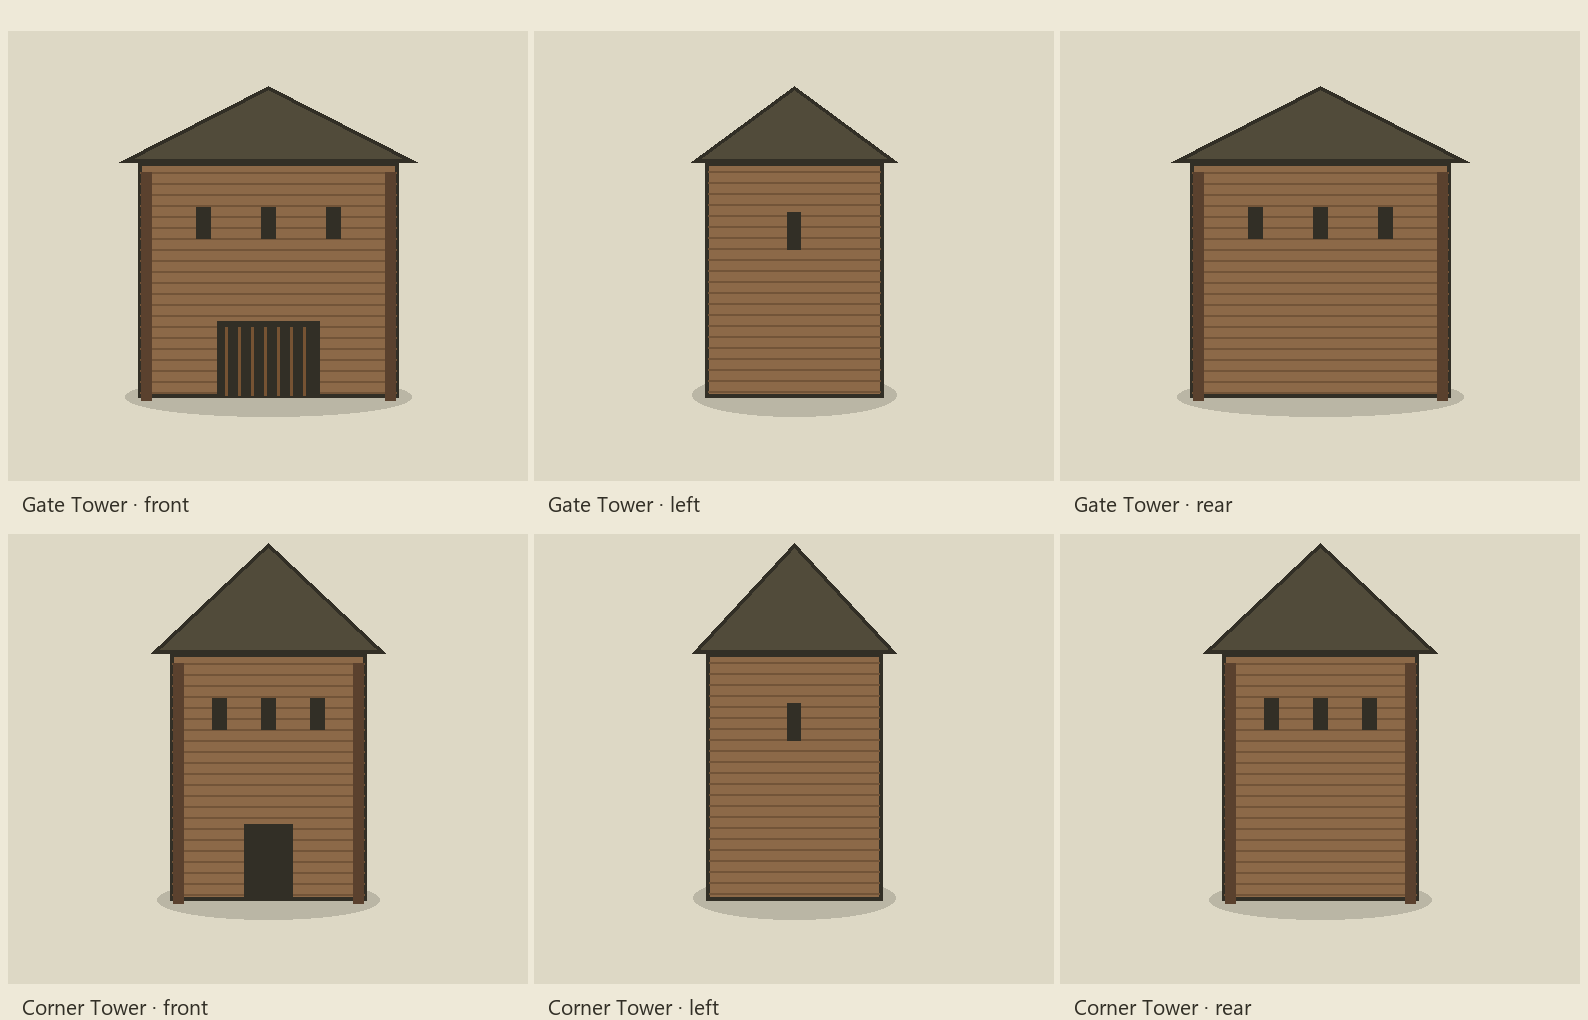 Gate Tower · front
Gate Tower · left
Gate Tower · rear
Corner Tower · front
Corner Tower · left
Corner Tower · rear